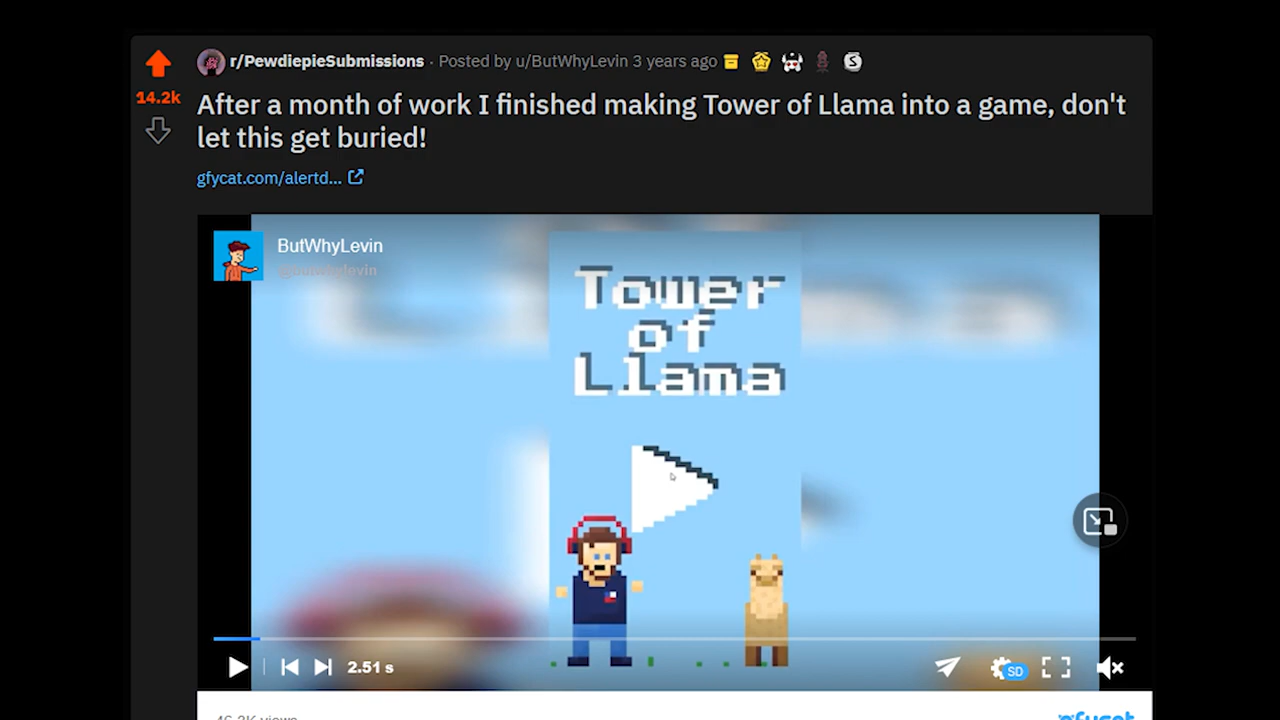 r/PewdiepieSubmissions · Posted by u/ButWhyLevin 3 years ago
14.2k
After a month of work I finished making Tower of Llama into a game, don't
let this get buried!
gfycat.com/alertd...
ButWhyLevin
@butwhylevin
Tower
of
Llama
2.51 s
SD